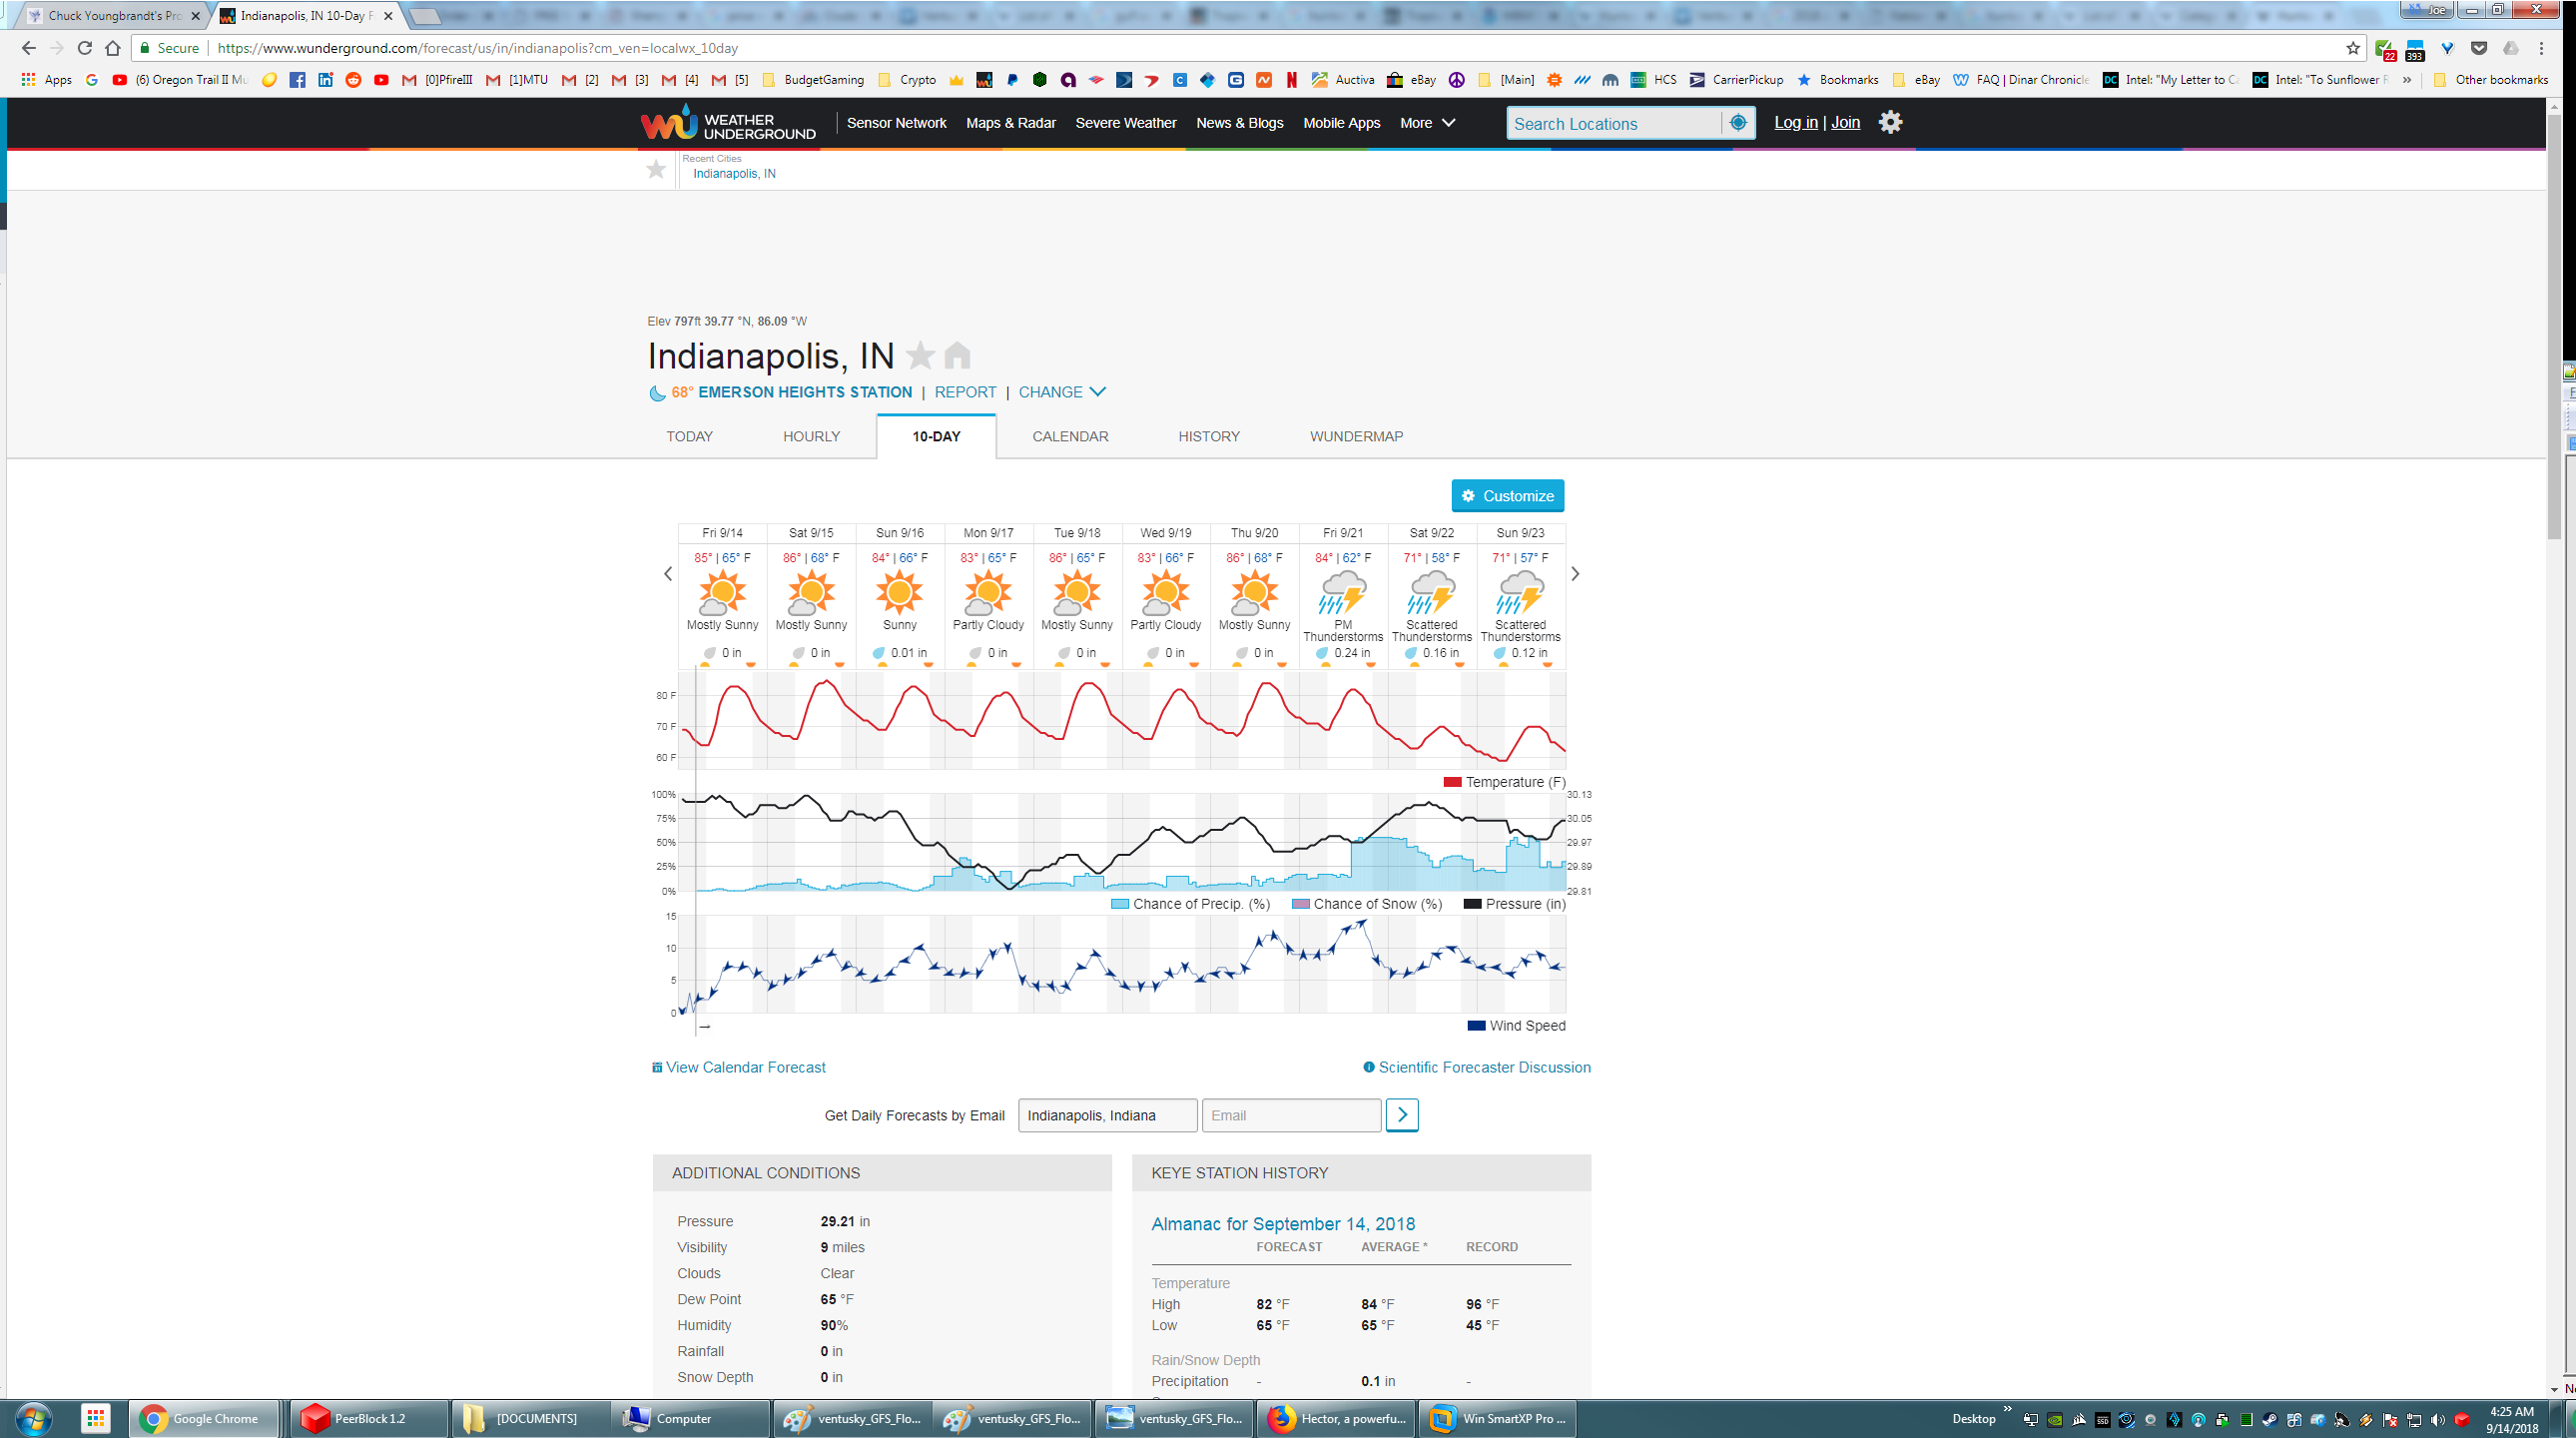 Chuck Youngbrandt's Pro
Indianapolis, IN 10-Day F
Joe
Secure https://www.wunderground.com/forecast/us/in/indianapolis?cm_ven=localwx_10day
22
393
Apps (6) Oregon Trail II Mu [0]PfireIII [1]MTU [2] [3] [4] [5] BudgetGaming Crypto Auctiva eBay [Main] HCS CarrierPickup Bookmarks eBay FAQ | Dinar Chronicle Intel: "My Letter to C Intel: "To Sunflower R » Other bookmarks
WEATHER UNDERGROUND
Sensor Network Maps & Radar Severe Weather News & Blogs Mobile Apps More
Search Locations
Log in | Join
Recent Cities
Indianapolis, IN
Elev 797ft 39.77 °N, 86.09 °W
Indianapolis, IN
68° EMERSON HEIGHTS STATION | REPORT | CHANGE
TODAY HOURLY 10-DAY CALENDAR HISTORY WUNDERMAP
Customize
Fri 9/14 Sat 9/15 Sun 9/16 Mon 9/17 Tue 9/18 Wed 9/19 Thu 9/20 Fri 9/21 Sat 9/22 Sun 9/23
85° | 65° F 86° | 68° F 84° | 66° F 83° | 65° F 86° | 65° F 83° | 66° F 86° | 68° F 84° | 62° F 71° | 58° F 71° | 57° F
Mostly Sunny Mostly Sunny Sunny Partly Cloudy Mostly Sunny Partly Cloudy Mostly Sunny PM Thunderstorms Scattered Thunderstorms Scattered Thunderstorms
0 in 0 in 0.01 in 0 in 0 in 0 in 0 in 0.24 in 0.16 in 0.12 in
80 F
70 F
60 F
Temperature (F)
100% 30.13
75% 30.05
50% 29.97
25% 29.89
0% 29.81
Chance of Precip. (%) Chance of Snow (%) Pressure (in)
15
10
5
0
Wind Speed
View Calendar Forecast
Scientific Forecaster Discussion
Get Daily Forecasts by Email Indianapolis, Indiana Email
ADDITIONAL CONDITIONS
Pressure 29.21 in
Visibility 9 miles
Clouds Clear
Dew Point 65 °F
Humidity 90%
Rainfall 0 in
Snow Depth 0 in
KEYE STATION HISTORY
Almanac for September 14, 2018
FORECAST AVERAGE * RECORD
Temperature
High 82 °F 84 °F 96 °F
Low 65 °F 65 °F 45 °F
Rain/Snow Depth
Precipitation - 0.1 in -
Google Chrome PeerBlock 1.2 [DOCUMENTS] Computer ventusky_GFS_Flo... ventusky_GFS_Flo... ventusky_GFS_Flo... Hector, a powerfu... Win SmartXP Pro ... Desktop »
4:25 AM
9/14/2018